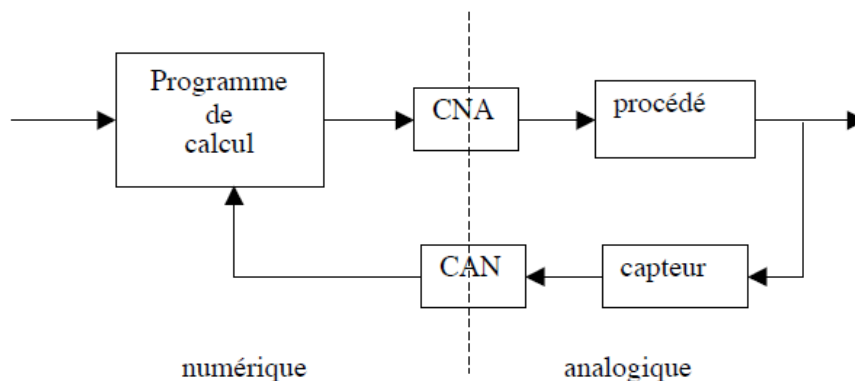 Programme
de
calcul
CNA
procédé
CAN
capteur
numérique
analogique